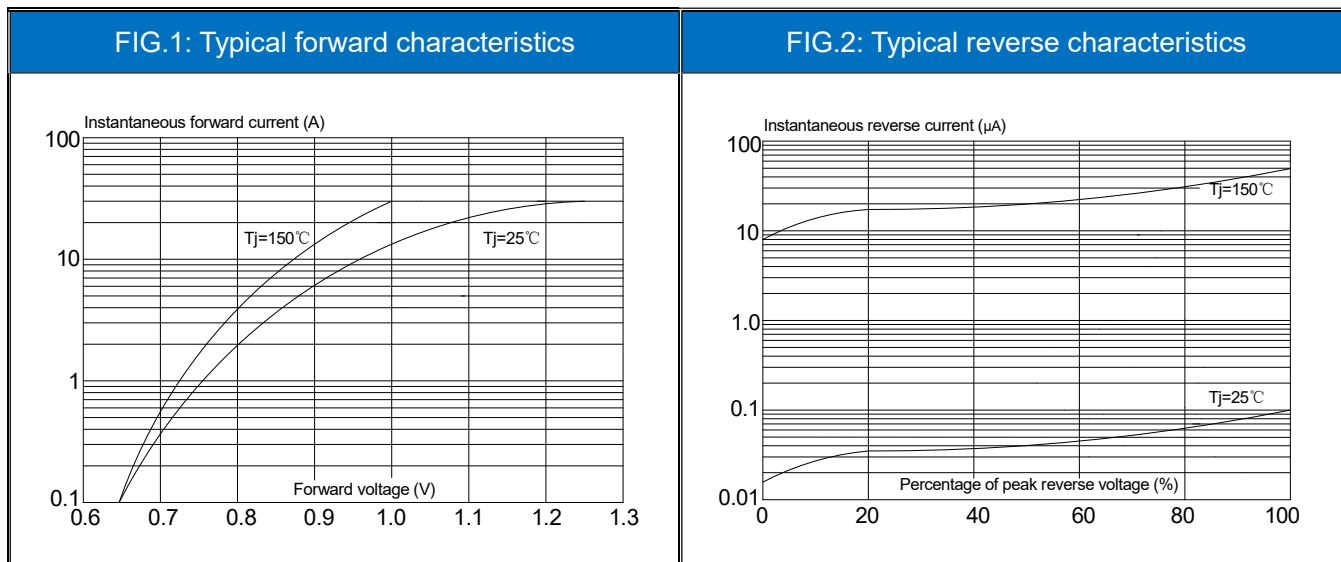 FIG.1: Typical forward characteristics
FIG.2: Typical reverse characteristics
Instantaneous forward current (A)
100
10
1
0.1
Tj=150℃
Tj=25℃
Forward voltage (V)
0.6 0.7 0.8 0.9 1.0 1.1 1.2 1.3
Instantaneous reverse current (μA)
100
Tj=150℃
10
1.0
Tj=25℃
0.1
Percentage of peak reverse voltage (%)
0.01
0 20 40 60 80 100